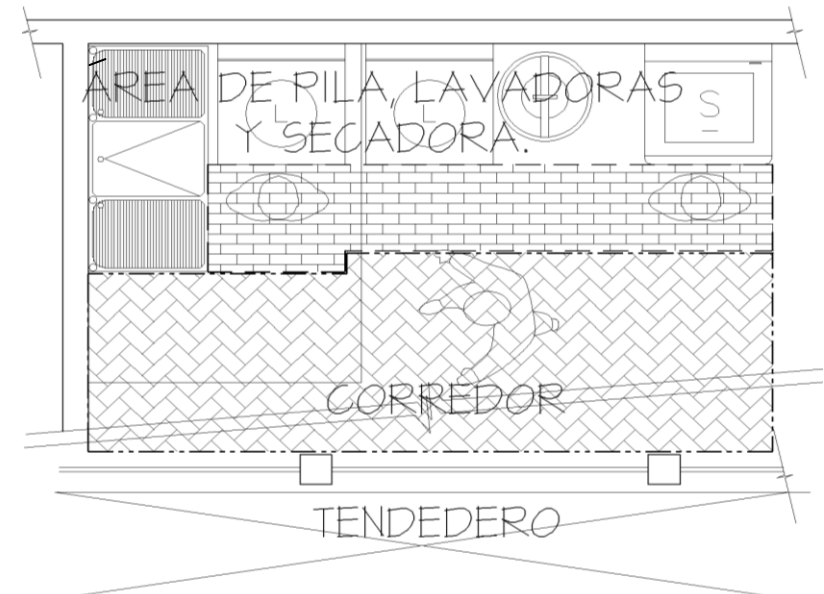 ÁREA DE PILA, LAVADORAS
Y SECADORA.
L
L
S
CORREDOR
TENDEDERO